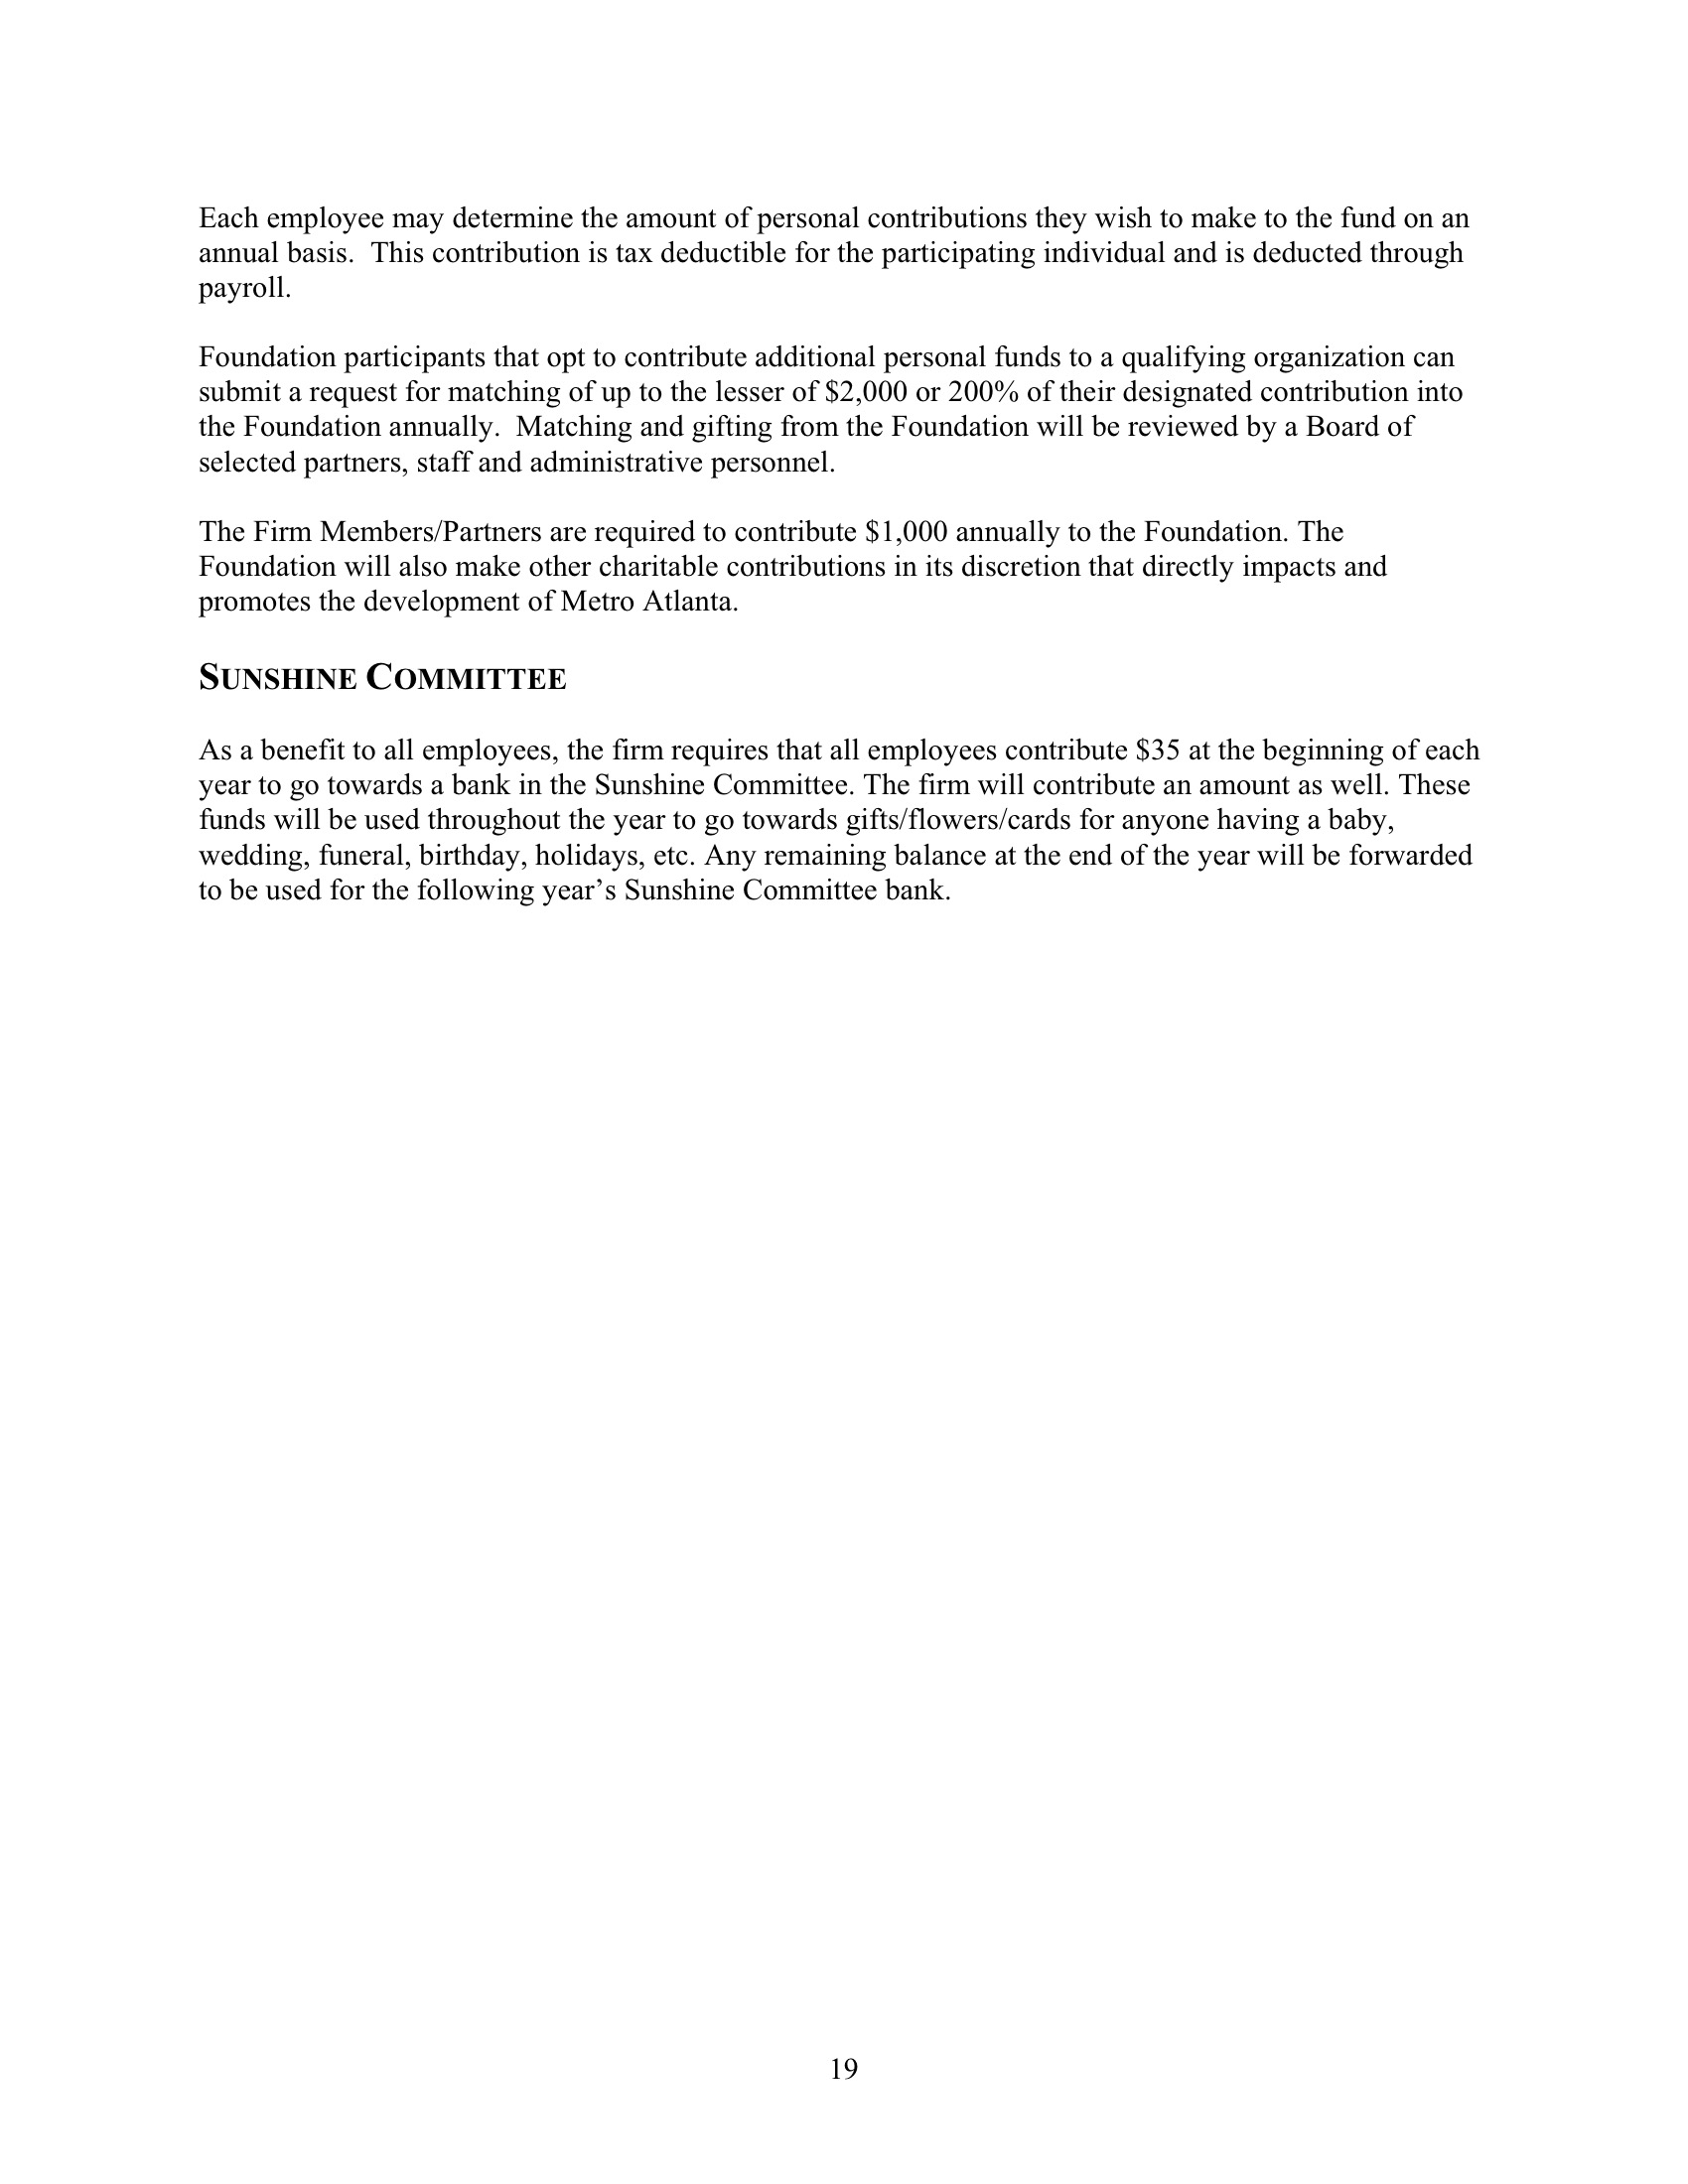 Each employee may determine the amount of personal contributions they wish to make to the fund on an
annual basis.  This contribution is tax deductible for the participating individual and is deducted through
payroll.
Foundation participants that opt to contribute additional personal funds to a qualifying organization can
submit a request for matching of up to the lesser of $2,000 or 200% of their designated contribution into
the Foundation annually.  Matching and gifting from the Foundation will be reviewed by a Board of
selected partners, staff and administrative personnel.
The Firm Members/Partners are required to contribute $1,000 annually to the Foundation. The
Foundation will also make other charitable contributions in its discretion that directly impacts and
promotes the development of Metro Atlanta.
SUNSHINE COMMITTEE
As a benefit to all employees, the firm requires that all employees contribute $35 at the beginning of each
year to go towards a bank in the Sunshine Committee. The firm will contribute an amount as well. These
funds will be used throughout the year to go towards gifts/flowers/cards for anyone having a baby,
wedding, funeral, birthday, holidays, etc. Any remaining balance at the end of the year will be forwarded
to be used for the following year’s Sunshine Committee bank.
19